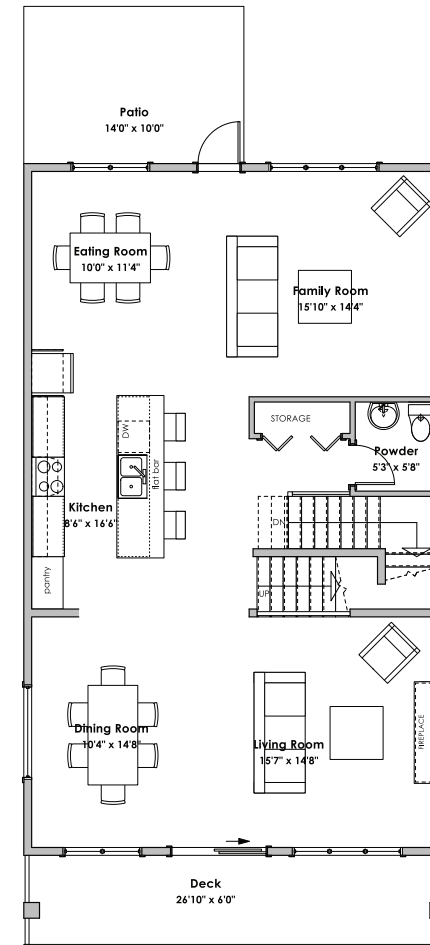 Patio
14'0" x 10'0"
Eating Room
10'0" x 11'4"
Family Room
15'10" x 14'4"
STORAGE
Powder
5'3" x 5'8"
DW
flat bar
Kitchen
8'6" x 16'6"
DN
pantry
UP
Dining Room
10'4" x 14'8"
Living Room
15'7" x 14'8"
FIREPLACE
Deck
26'10" x 6'0"